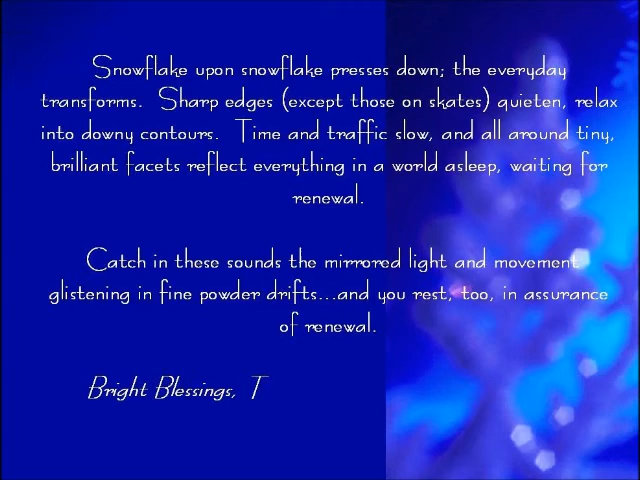 Snowflake upon snowflake presses down; the everyday
transforms. Sharp edges (except those on skates) quieten, relax
into downy contours. Time and traffic slow, and all around tiny,
brilliant facets reflect everything in a world asleep, waiting for
renewal.
Catch in these sounds the mirrored light and movement
glistening in fine powder drifts...and you rest, too, in assurance
of renewal.
Bright Blessings, T